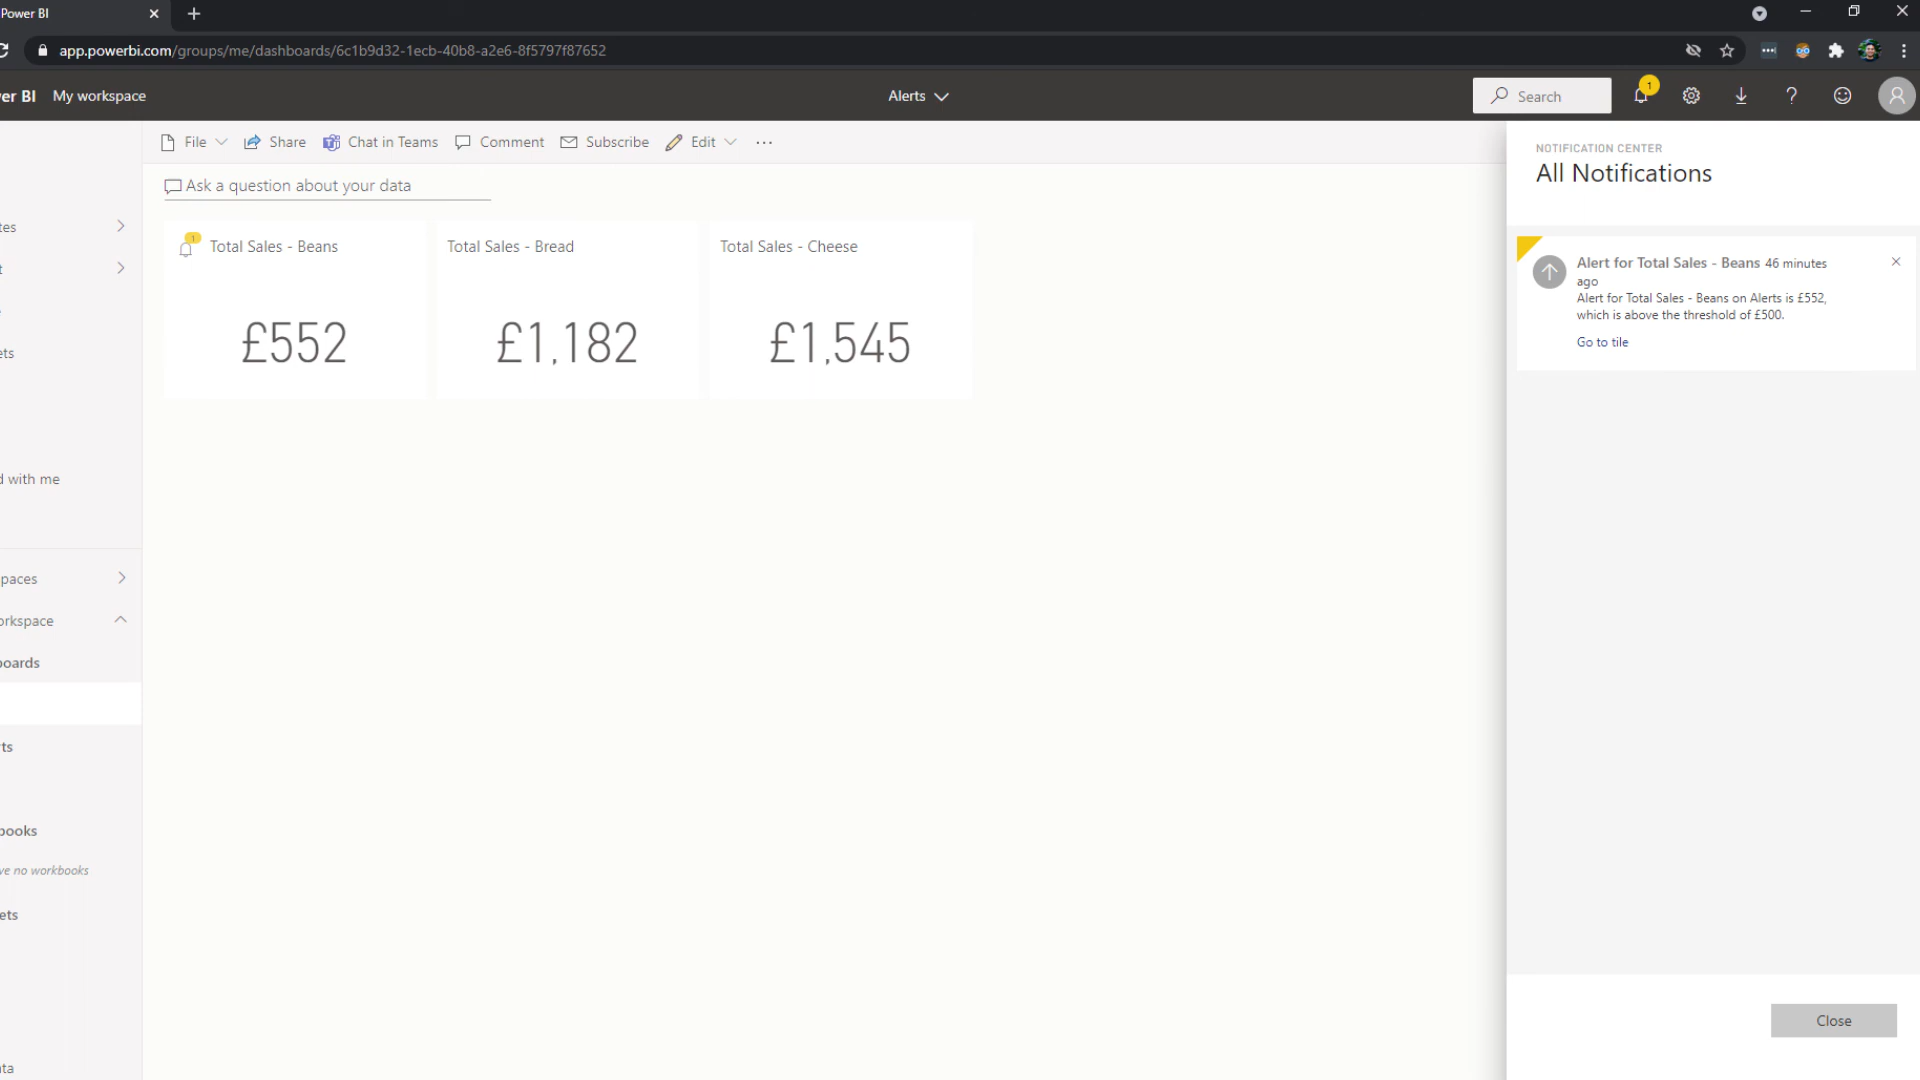 Power BI
app.powerbi.com/groups/me/dashboards/6c1b9d32-1ecb-40b8-a2e6-8f5797f87652
er BI My workspace
Alerts
Search
1
File
Share
Chat in Teams
Comment
Subscribe
Edit
Ask a question about your data
1
Total Sales - Beans
£552
Total Sales - Bread
£1,182
Total Sales - Cheese
£1,545
tes
t
ets
d with me
paces
orkspace
boards
ts
books
ve no workbooks
ets
ata
NOTIFICATION CENTER
All Notifications
Alert for Total Sales - Beans 46 minutes
ago
Alert for Total Sales - Beans on Alerts is £552,
which is above the threshold of £500.
Go to tile
Close